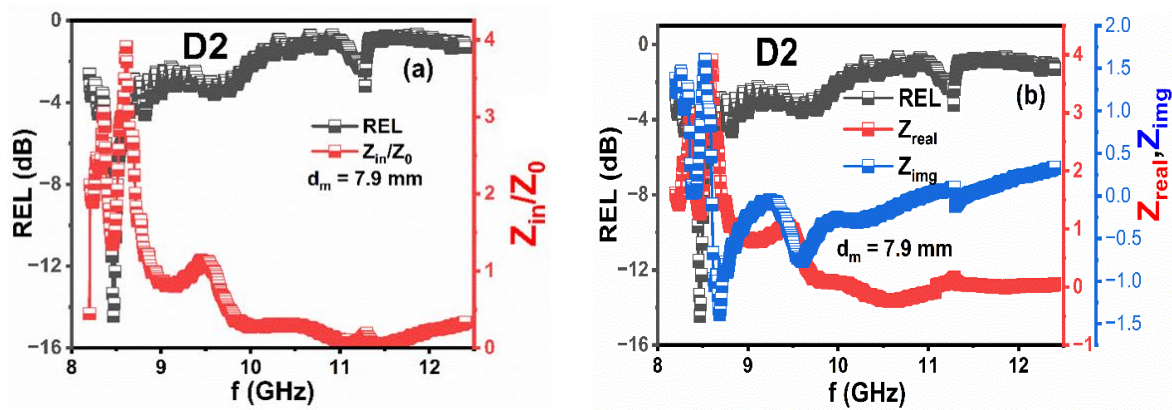 D2
(a)
REL
Z_in/Z_0
d_m = 7.9 mm
REL (dB)
0
−4
−8
−12
−16
8
9
10
11
12
f (GHz)
4
3
2
1
0
Z_in/Z_0
D2
(b)
REL
Z_real
Z_img
d_m = 7.9 mm
REL (dB)
0
−4
−8
−12
−16
8
9
10
11
12
f (GHz)
4
3
2
1
0
−1
2.0
1.5
1.0
0.5
0.0
−0.5
−1.0
−1.5
Z_real,Z_img